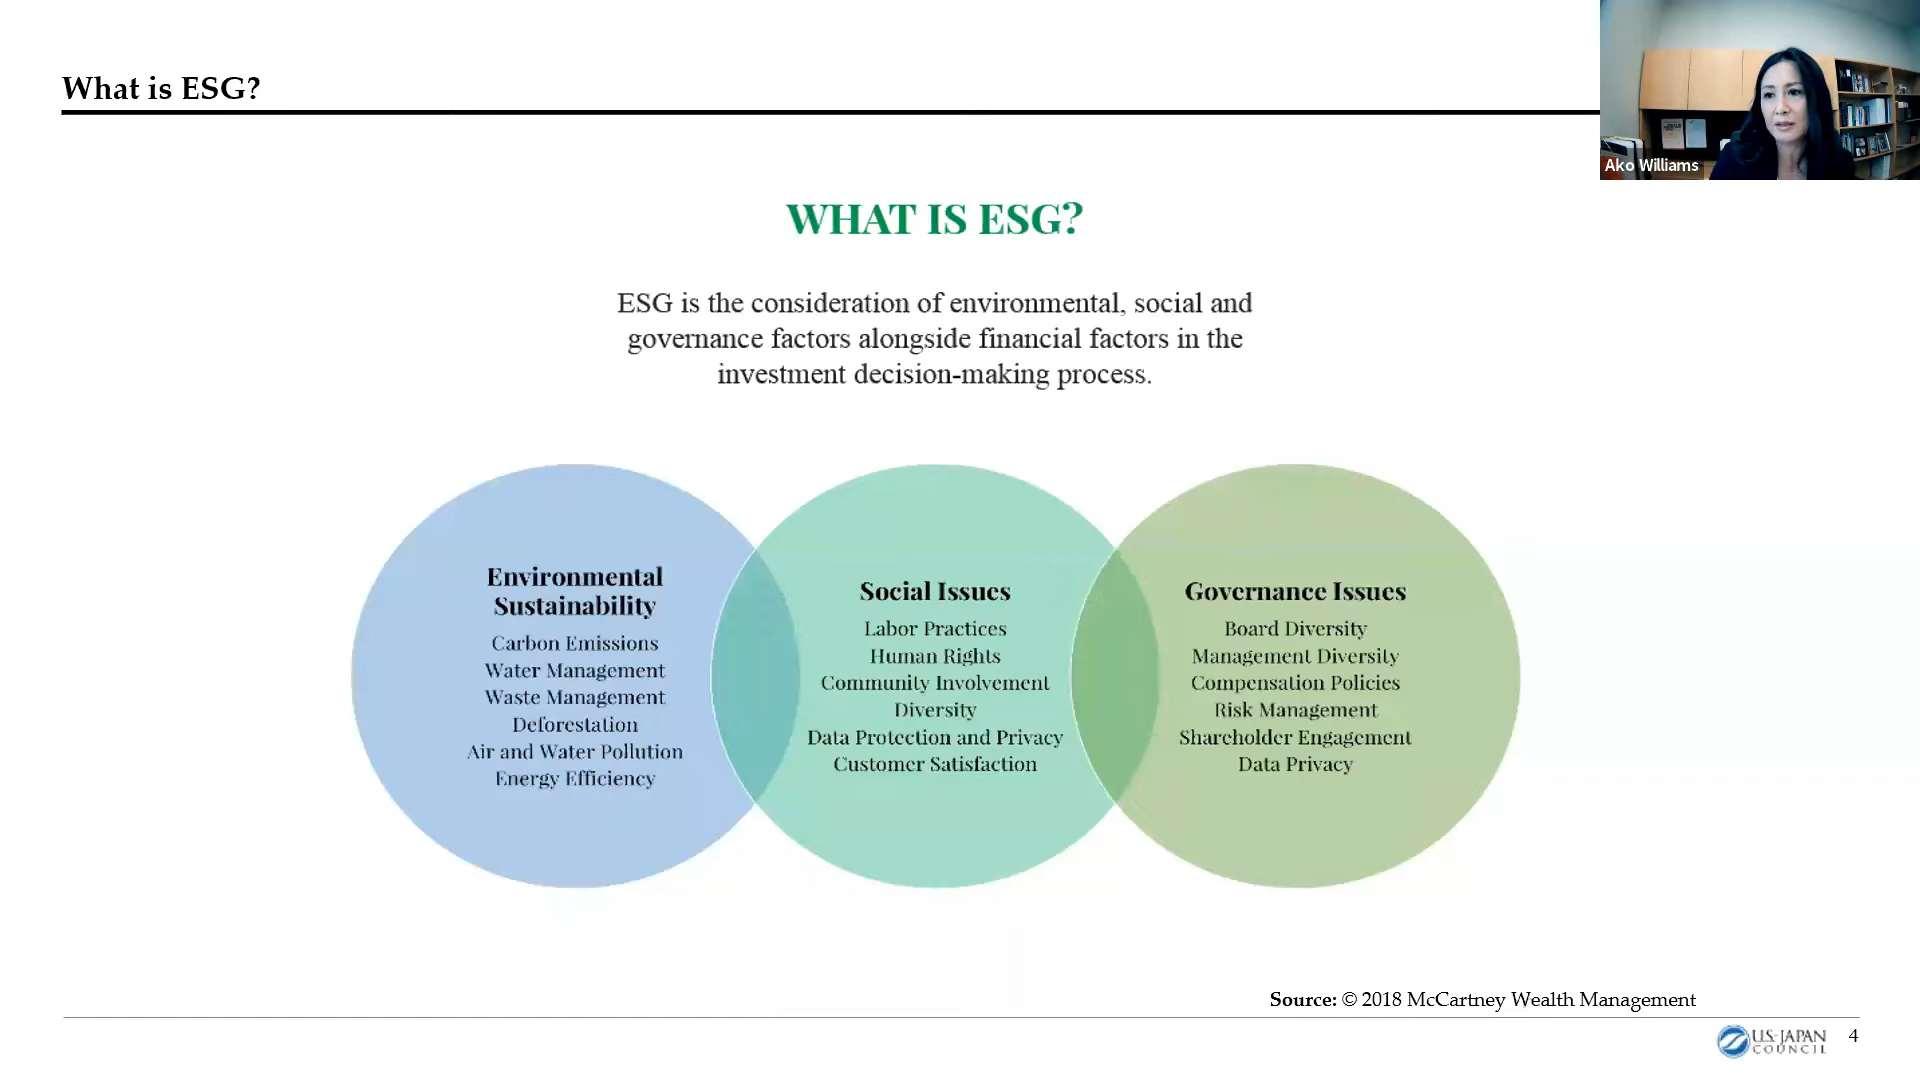 What is ESG?
Ako Williams
WHAT IS ESG?
ESG is the consideration of environmental, social and
governance factors alongside financial factors in the
investment decision-making process.
Environmental
Sustainability
Carbon Emissions
Water Management
Waste Management
Deforestation
Air and Water Pollution
Energy Efficiency
Social Issues
Labor Practices
Human Rights
Community Involvement
Diversity
Data Protection and Privacy
Customer Satisfaction
Governance Issues
Board Diversity
Management Diversity
Compensation Policies
Risk Management
Shareholder Engagement
Data Privacy
Source: © 2018 McCartney Wealth Management
U.S.-JAPAN
COUNCIL
4